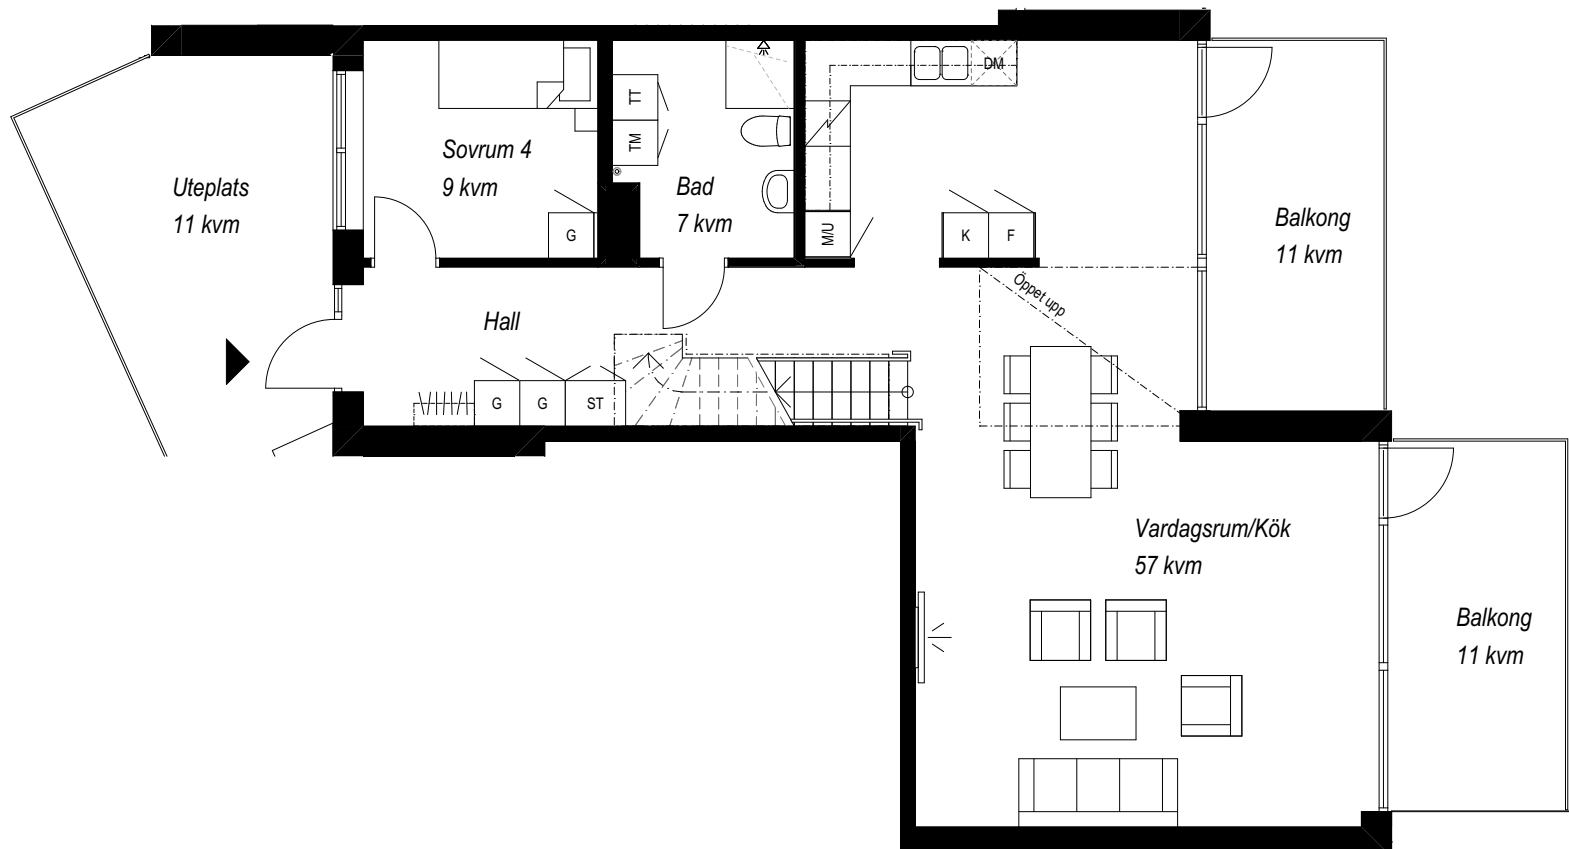 DM
TT
TM
Sovrum 4
9 kvm
Uteplats
11 kvm
Bad
7 kvm
G
M/U
K
F
Balkong
11 kvm
Öppet upp
Hall
G
G
ST
Vardagsrum/Kök
57 kvm
Balkong
11 kvm